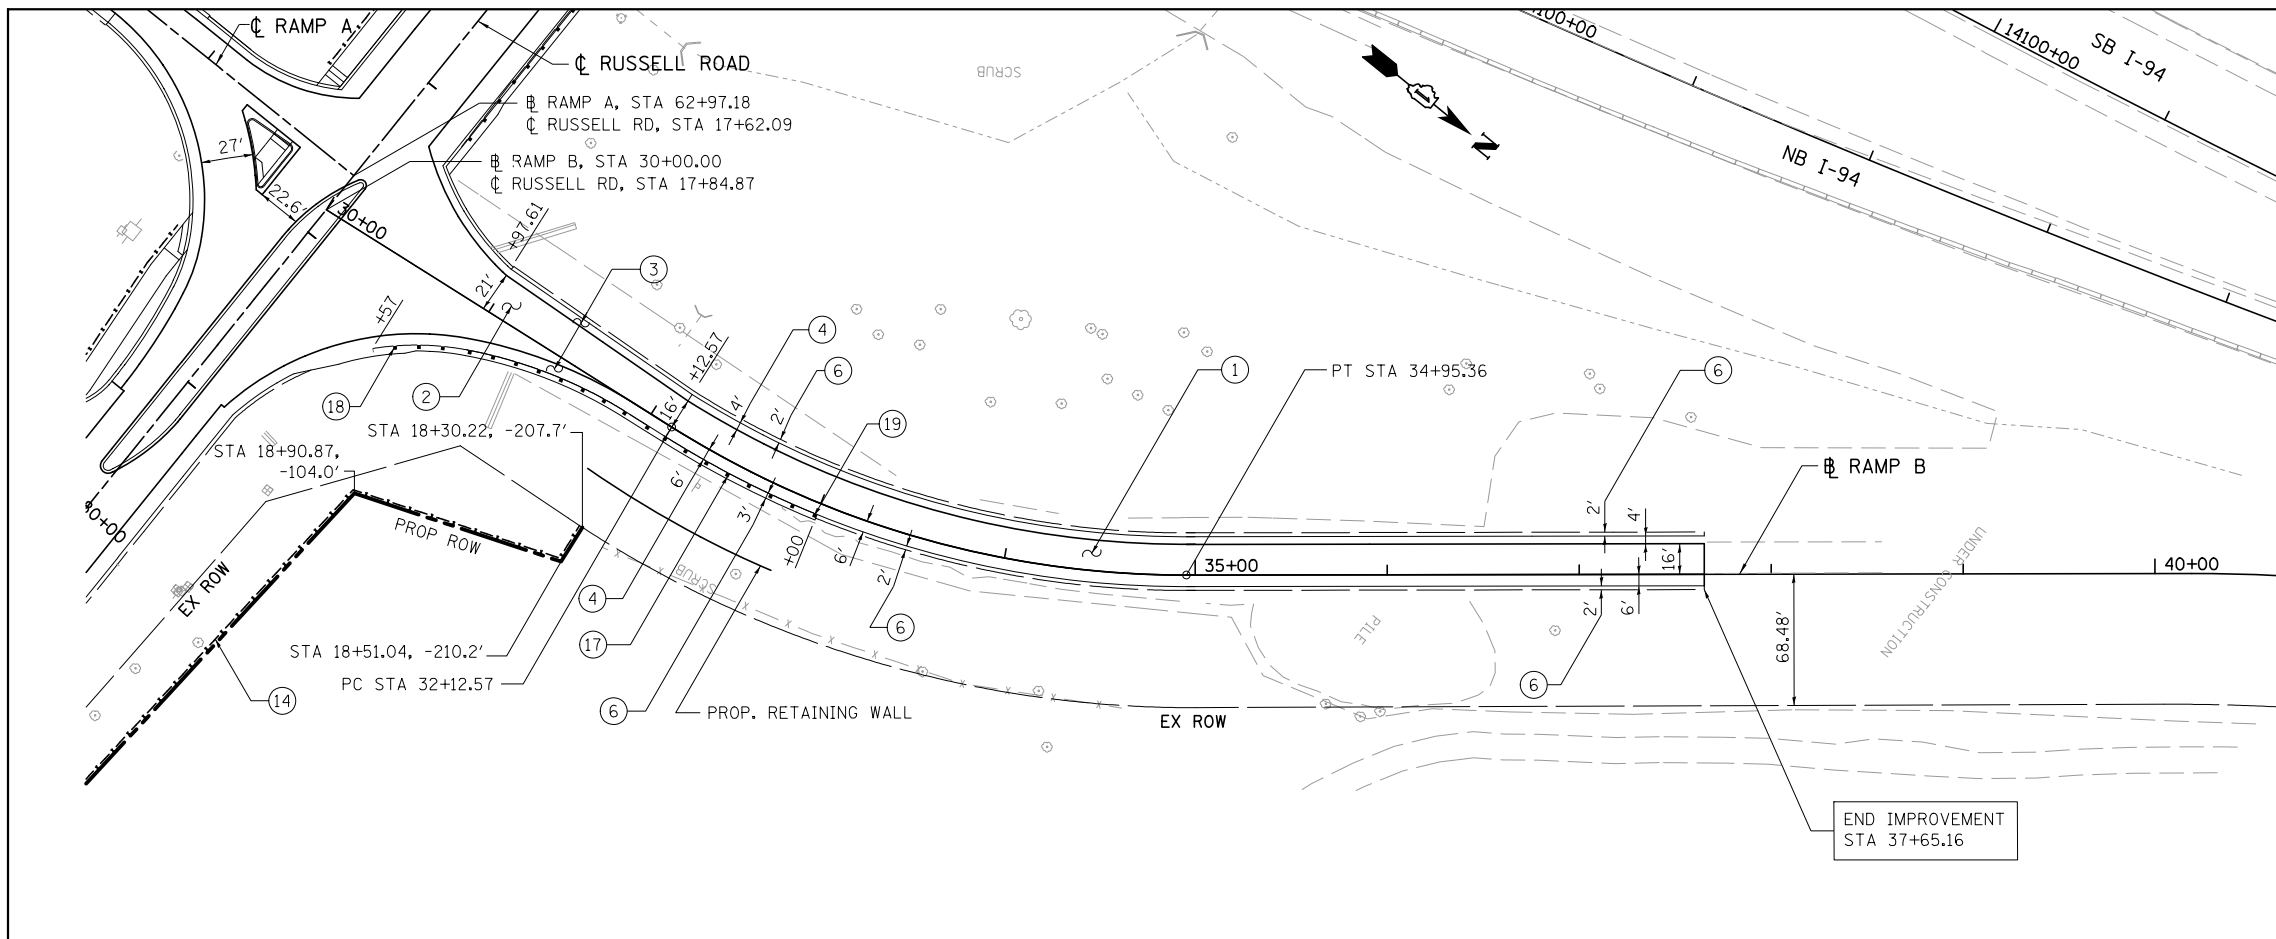 ℄ RAMP A
℄ RUSSELL ROAD
B RAMP A, STA 62+97.18
℄ RUSSELL RD, STA 17+62.09
B RAMP B, STA 30+00.00
℄ RUSSELL RD, STA 17+84.87
SCRUB
N
14100+00
SB I-94
NB I-94
27'
22.6'
30+00
+97.61
21'
3
+57
18
2
+12.57
16'
4
4'
6
2'
19
1
PT STA 34+95.36
6
STA 18+30.22, -207.7'
STA 18+90.87,
-104.0'
PROP ROW
EX ROW
6'
3'
+00
6'
2'
SCRUB
P
4
17
6
6
STA 18+51.04, -210.2'
PC STA 32+12.57
PROP. RETAINING WALL
14
35+00
2'
4'
16'
2'
6'
6
B RAMP B
40+00
68.48'
UNDER CONSTRUCTION
PILE
EX ROW
END IMPROVEMENT
STA 37+65.16